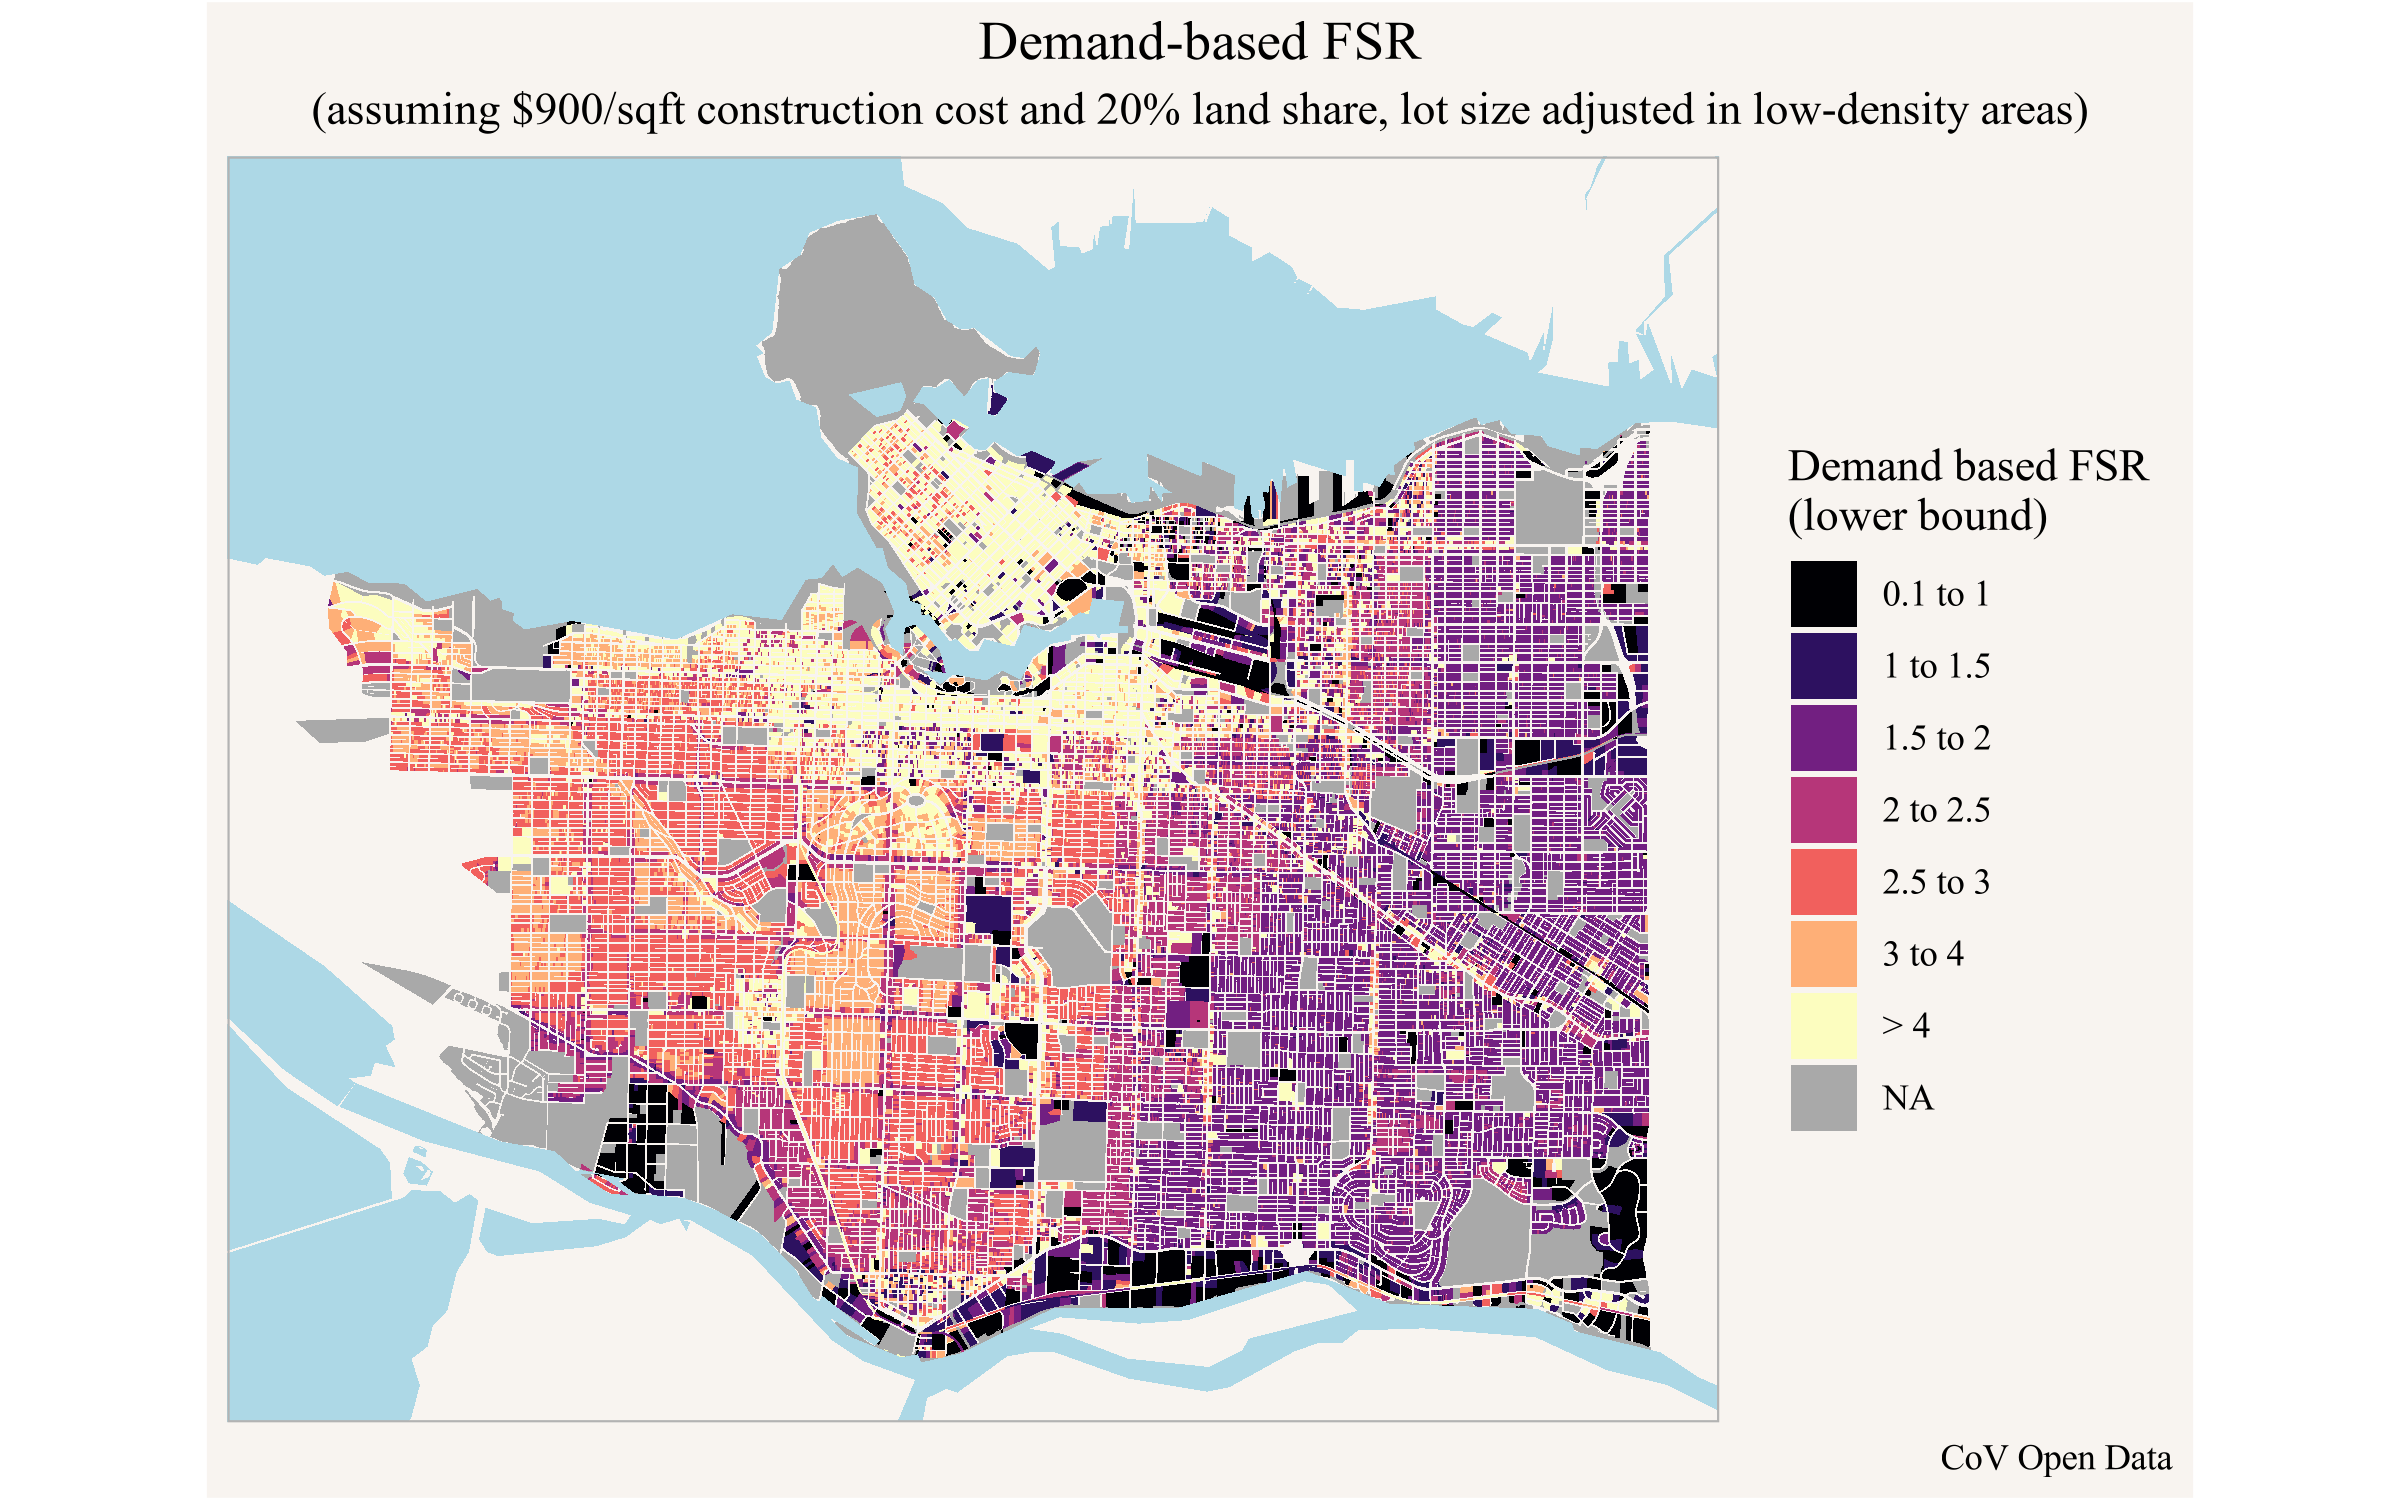 Demand-based FSR
(assuming $900/sqft construction cost and 20% land share, lot size adjusted in low-density areas)
Demand based FSR
(lower bound)
0.1 to 1
1 to 1.5
1.5 to 2
2 to 2.5
2.5 to 3
3 to 4
> 4
NA
CoV Open Data